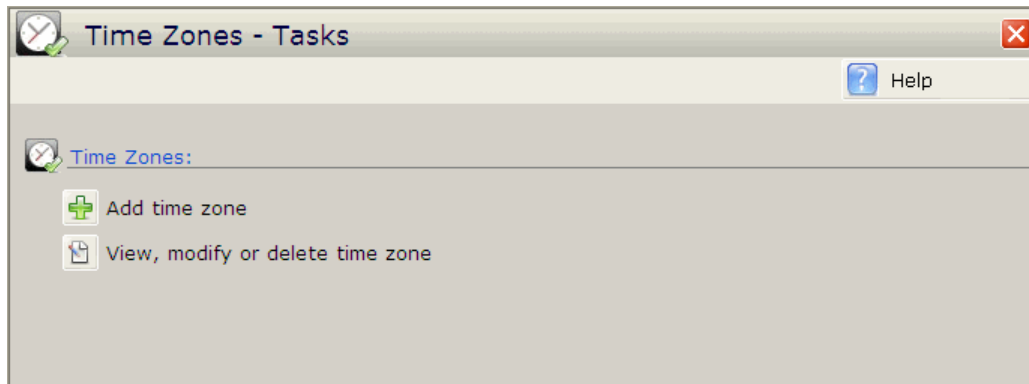 Time Zones - Tasks
? Help
Time Zones:
Add time zone
View, modify or delete time zone